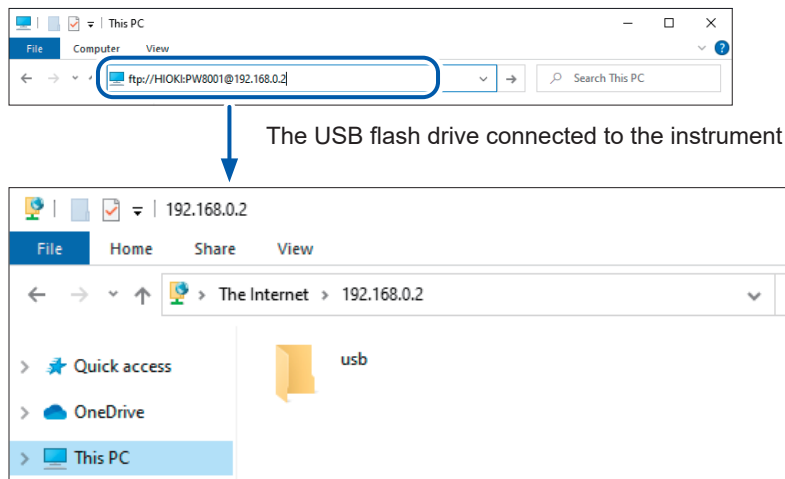 This PC
File Computer View
ftp://HIOKI:PW8001@192.168.0.2
Search This PC
The USB flash drive connected to the instrument
192.168.0.2
File Home Share View
The Internet > 192.168.0.2
Quick access
usb
OneDrive
This PC